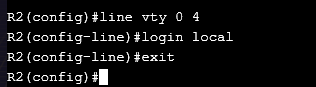 R2(config)#line vty 0 4
R2(config-line)#login local
R2(config-line)#exit
R2(config)#